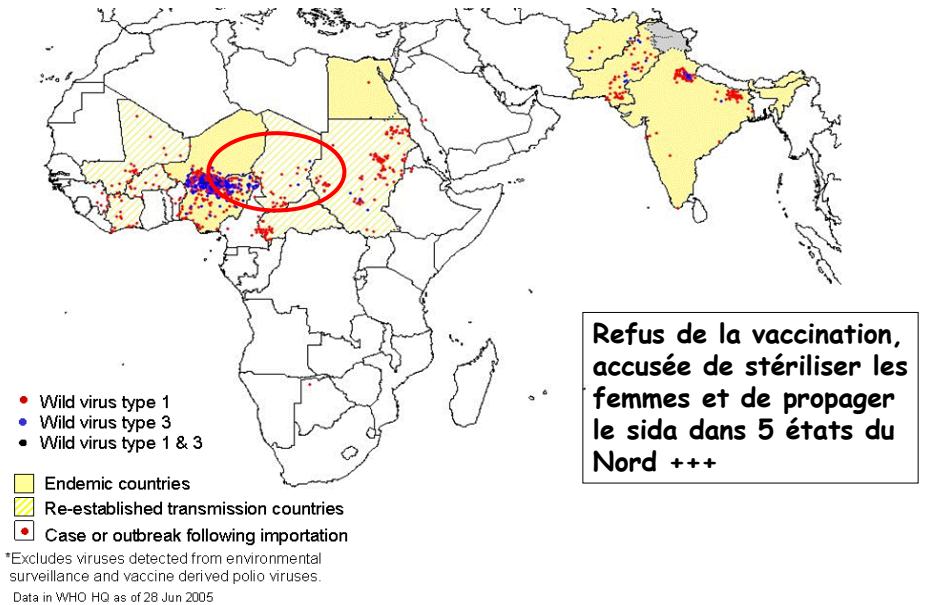 Refus de la vaccination,
accusée de stériliser les
femmes et de propager
le sida dans 5 états du
Nord +++
Wild virus type 1
Wild virus type 3
Wild virus type 1 & 3
Endemic countries
Re-established transmission countries
Case or outbreak following importation
*Excludes viruses detected from environmental
surveillance and vaccine derived polio viruses.
Data in WHO HQ as of 28 Jun 2005